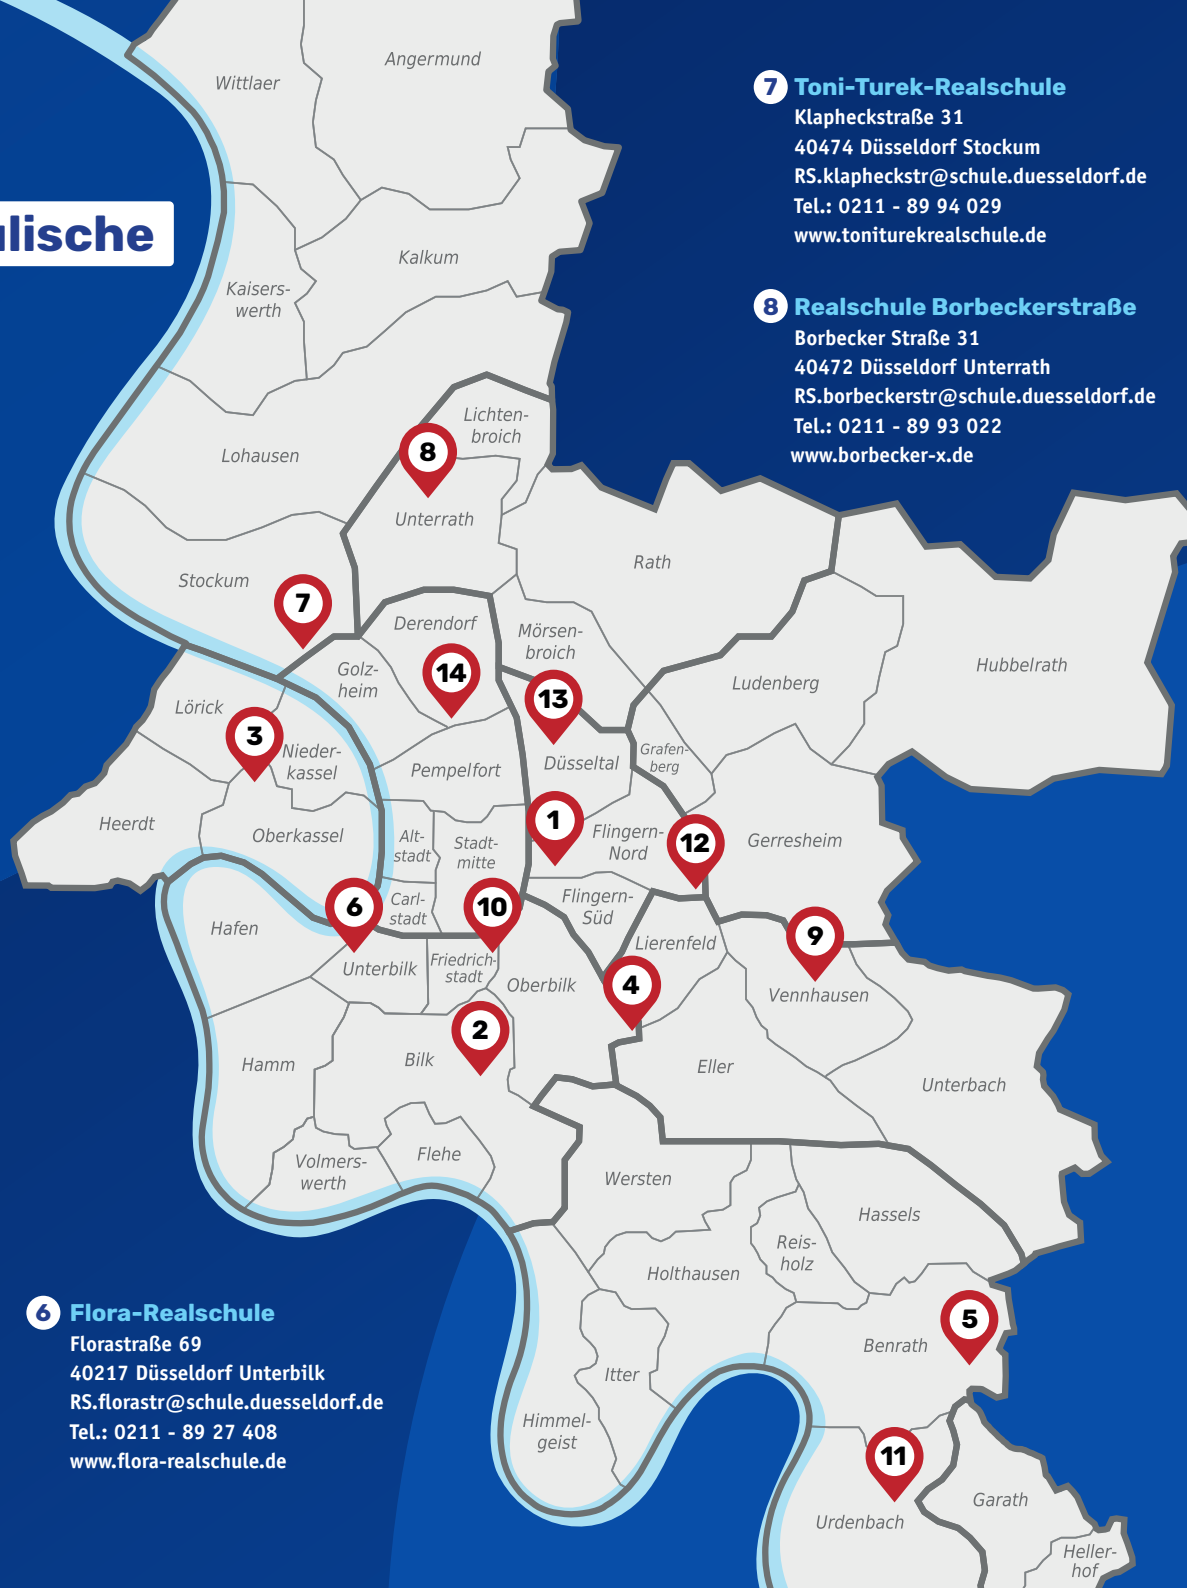 Wittlaer
Angermund
7 Toni-Turek-Realschule
Klapheckstraße 31
40474 Düsseldorf Stockum
RS.klapheckstr@schule.duesseldorf.de
Tel.: 0211 - 89 94 029
www.toniturekrealschule.de
lische
Kalkum
Kaisers-
werth
8 Realschule Borbeckerstraße
Borbecker Straße 31
40472 Düsseldorf Unterrath
RS.borbeckerstr@schule.duesseldorf.de
Tel.: 0211 - 89 93 022
www.borbecker-x.de
Lichten-
broich
Lohausen
8
Unterrath
Rath
Stockum
7
Derendorf
Mörsen-
broich
Golz-
heim
14
13
Hubbelrath
Ludenberg
Lörick
3
Nieder-
kassel
Pempelfort
Düsseltal
Grafen-
berg
Heerdt
Oberkassel
Alt-
stadt
Stadt-
mitte
1
Flingern-
Nord
12
Gerresheim
Carl-
stadt
6
10
Flingern-
Süd
Hafen
Lierenfeld
9
Unterbilk
Friedrich-
stadt
Oberbilk
4
Vennhausen
2
Hamm
Bilk
Eller
Unterbach
Volmers-
werth
Flehe
Wersten
Hassels
Reis-
holz
Holthausen
6 Flora-Realschule
Florastraße 69
40217 Düsseldorf Unterbilk
RS.florastr@schule.duesseldorf.de
Tel.: 0211 - 89 27 408
www.flora-realschule.de
5
Benrath
Itter
Himmel-
geist
11
Garath
Urdenbach
Heller-
hof